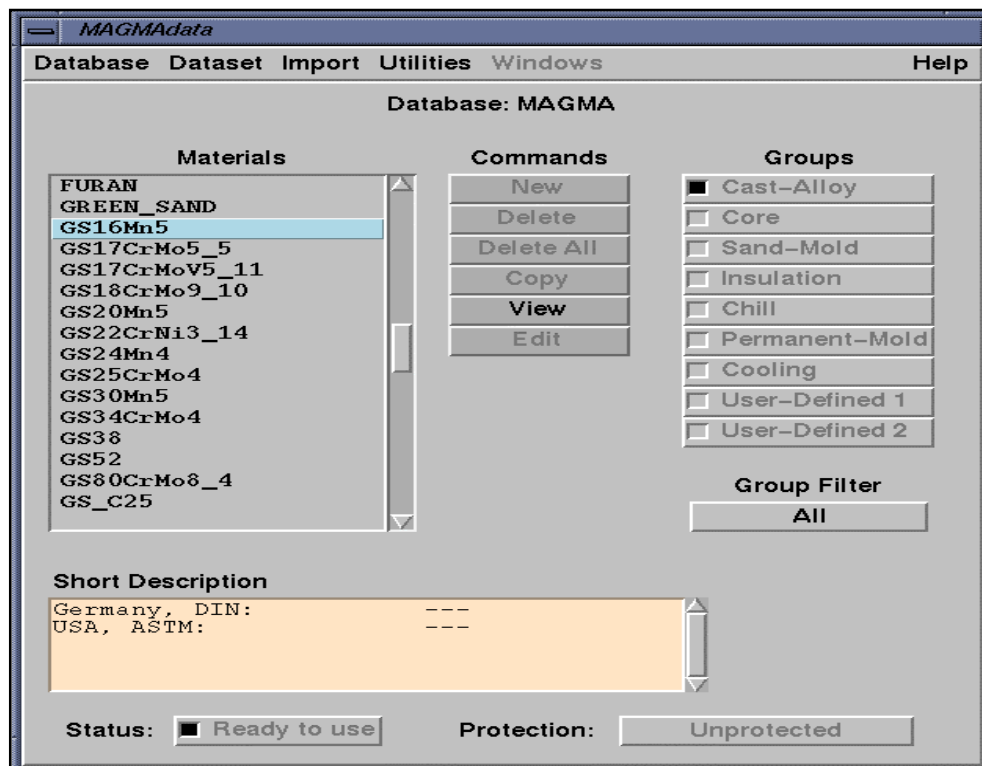 MAGMAdata
Database Dataset Import Utilities Windows Help
Database: MAGMA
Materials
FURAN
GREEN_SAND
GS16Mn5
GS17CrMo5_5
GS17CrMoV5_11
GS18CrMo9_10
GS20Mn5
GS22CrNi3_14
GS24Mn4
GS25CrMo4
GS30Mn5
GS34CrMo4
GS38
GS52
GS80CrMo8_4
GS_C25
Commands
New
Delete
Delete All
Copy
View
Edit
Groups
Cast-Alloy
Core
Sand-Mold
Insulation
Chill
Permanent-Mold
Cooling
User-Defined 1
User-Defined 2
Group Filter
All
Short Description
Germany, DIN: ---
USA, ASTM: ---
Status: Ready to use Protection: Unprotected